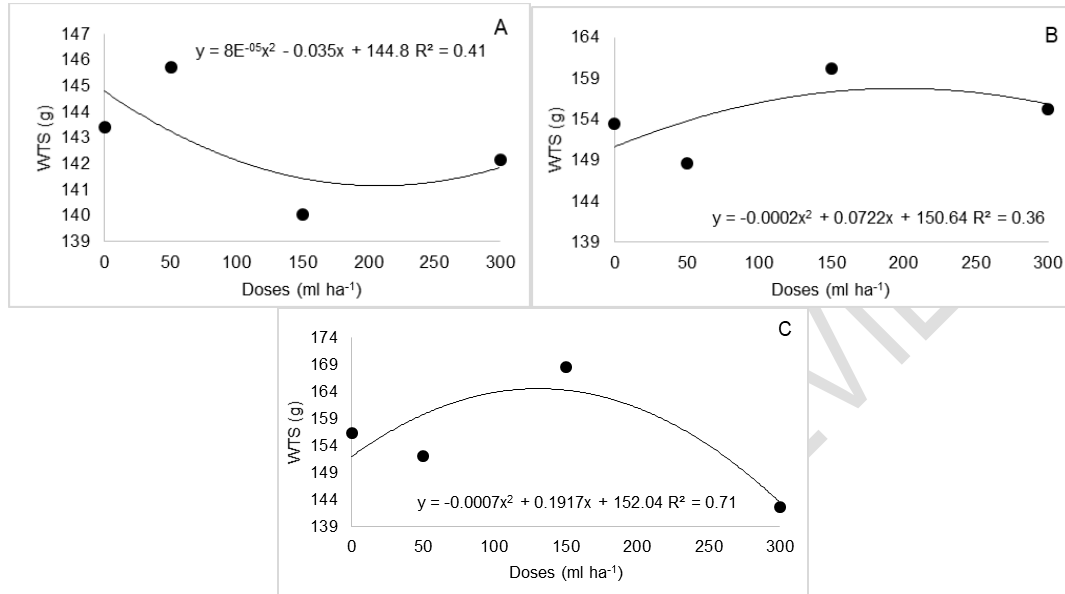 A
y = 8E⁻⁰⁵x² - 0.035x + 144.8 R² = 0.41
147
146
145
144
143
142
141
140
139
WTS (g)
0 50 100 150 200 250 300
Doses (ml ha⁻¹)
B
164
159
154
149
144
139
WTS (g)
y = -0.0002x² + 0.0722x + 150.64 R² = 0.36
0 50 100 150 200 250 300
Doses (ml ha⁻¹)
C
174
169
164
159
154
149
144
139
WTS (g)
y = -0.0007x² + 0.1917x + 152.04 R² = 0.71
0 50 100 150 200 250 300
Doses (ml ha⁻¹)